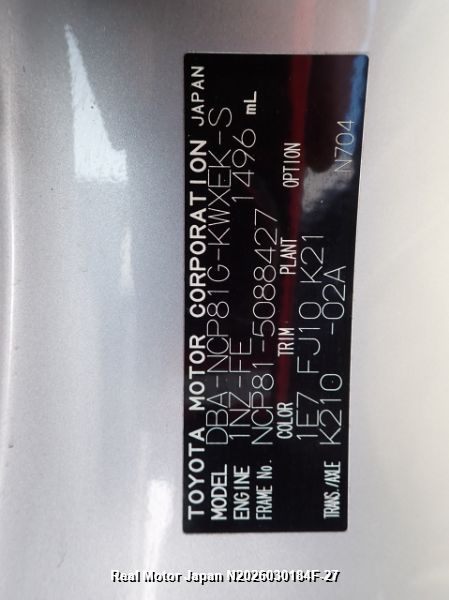 TOYOTA MOTOR CORPORATION JAPAN
MODEL DBA-NCP81G-KWXEK-S
ENGINE 1NZ-FE 1496 mL
FRAME No. NCP81-5088427
COLOR TRIM PLANT OPTION
1E7 FJ10 K21
TRANS./AXLE K210 -02A N704
Real Motor Japan N2026030184F-27